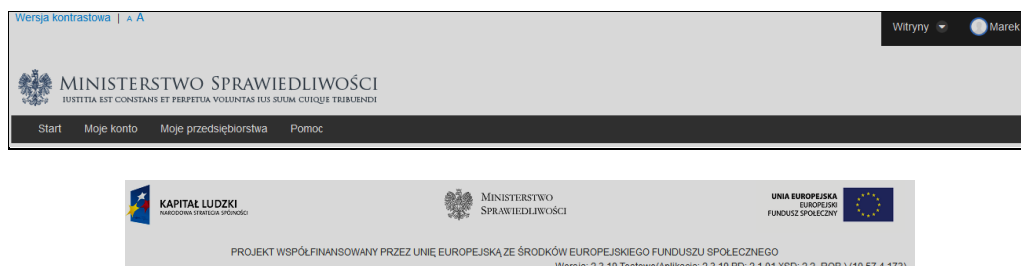 Wersja kontrastowa | A A
Witryny Marek
MINISTERSTWO SPRAWIEDLIWOŚCI
IUSTITIA EST CONSTANS ET PERPETUA VOLUNTAS IUS SUUM CUIQUE TRIBUENDI
Start Moje konto Moje przedsiębiorstwa Pomoc
KAPITAŁ LUDZKI
NARODOWA STRATEGIA SPÓJNOŚCI
MINISTERSTWO
SPRAWIEDLIWOŚCI
UNIA EUROPEJSKA
EUROPEJSKI
FUNDUSZ SPOŁECZNY
PROJEKT WSPÓŁFINANSOWANY PRZEZ UNIĘ EUROPEJSKĄ ZE ŚRODKÓW EUROPEJSKIEGO FUNDUSZU SPOŁECZNEGO